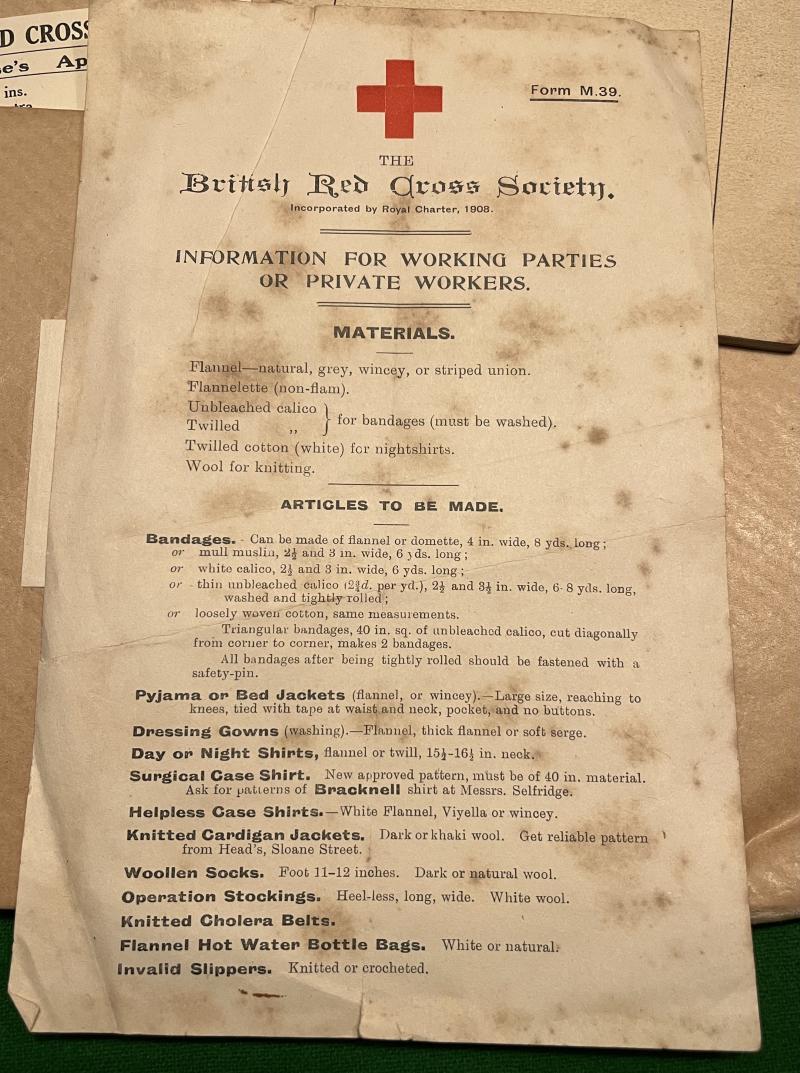 D CROSS
e's Ap
ins.
Form M.39.
THE
British Red Cross Society.
Incorporated by Royal Charter, 1908.
INFORMATION FOR WORKING PARTIES
OR PRIVATE WORKERS.
MATERIALS.
Flannel—natural, grey, wincey, or striped union.
Flannelette (non-flam).
Unbleached calico } for bandages (must be washed).
Twilled ,,
Twilled cotton (white) for nightshirts.
Wool for knitting.
ARTICLES TO BE MADE.
Bandages. - Can be made of flannel or domette, 4 in. wide, 8 yds. long;
or mull muslin, 2½ and 3 in. wide, 6 yds. long;
or white calico, 2½ and 3 in. wide, 6 yds. long;
or thin unbleached calico (2¾d. per yd.), 2½ and 3½ in. wide, 6-8 yds. long,
washed and tightly rolled;
or loosely woven cotton, same measurements.
Triangular bandages, 40 in. sq. of unbleached calico, cut diagonally
from corner to corner, makes 2 bandages.
All bandages after being tightly rolled should be fastened with a
safety-pin.
Pyjama or Bed Jackets (flannel, or wincey).—Large size, reaching to
knees, tied with tape at waist and neck, pocket, and no buttons.
Dressing Gowns (washing).—Flannel, thick flannel or soft serge.
Day or Night Shirts, flannel or twill, 15½-16½ in. neck.
Surgical Case Shirt. New approved pattern, must be of 40 in. material.
Ask for patterns of Bracknell shirt at Messrs. Selfridge.
Helpless Case Shirts.—White Flannel, Viyella or wincey.
Knitted Cardigan Jackets. Dark or khaki wool. Get reliable pattern
from Head's, Sloane Street.
Woollen Socks. Foot 11-12 inches. Dark or natural wool.
Operation Stockings. Heel-less, long, wide. White wool.
Knitted Cholera Belts.
Flannel Hot Water Bottle Bags. White or natural.
Invalid Slippers. Knitted or crocheted.